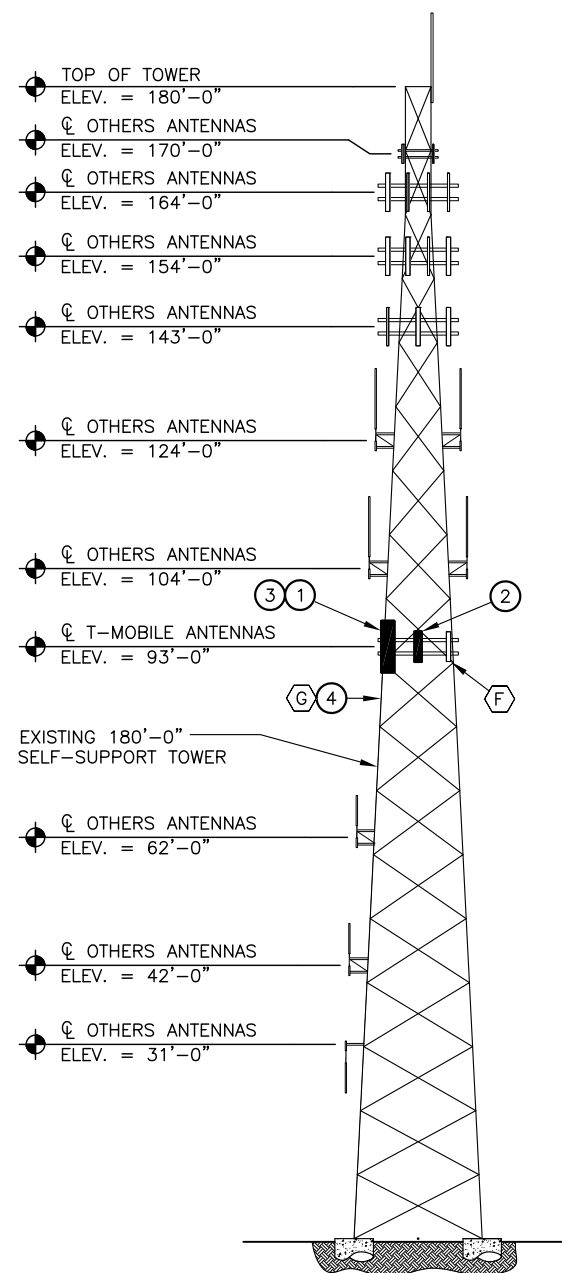 TOP OF TOWER
ELEV. = 180'-0"
℄ OTHERS ANTENNAS
ELEV. = 170'-0"
℄ OTHERS ANTENNAS
ELEV. = 164'-0"
℄ OTHERS ANTENNAS
ELEV. = 154'-0"
℄ OTHERS ANTENNAS
ELEV. = 143'-0"
℄ OTHERS ANTENNAS
ELEV. = 124'-0"
℄ OTHERS ANTENNAS
ELEV. = 104'-0"
3 1
2
℄ T-MOBILE ANTENNAS
ELEV. = 93'-0"
G 4
F
EXISTING 180'-0"
SELF-SUPPORT TOWER
℄ OTHERS ANTENNAS
ELEV. = 62'-0"
℄ OTHERS ANTENNAS
ELEV. = 42'-0"
℄ OTHERS ANTENNAS
ELEV. = 31'-0"